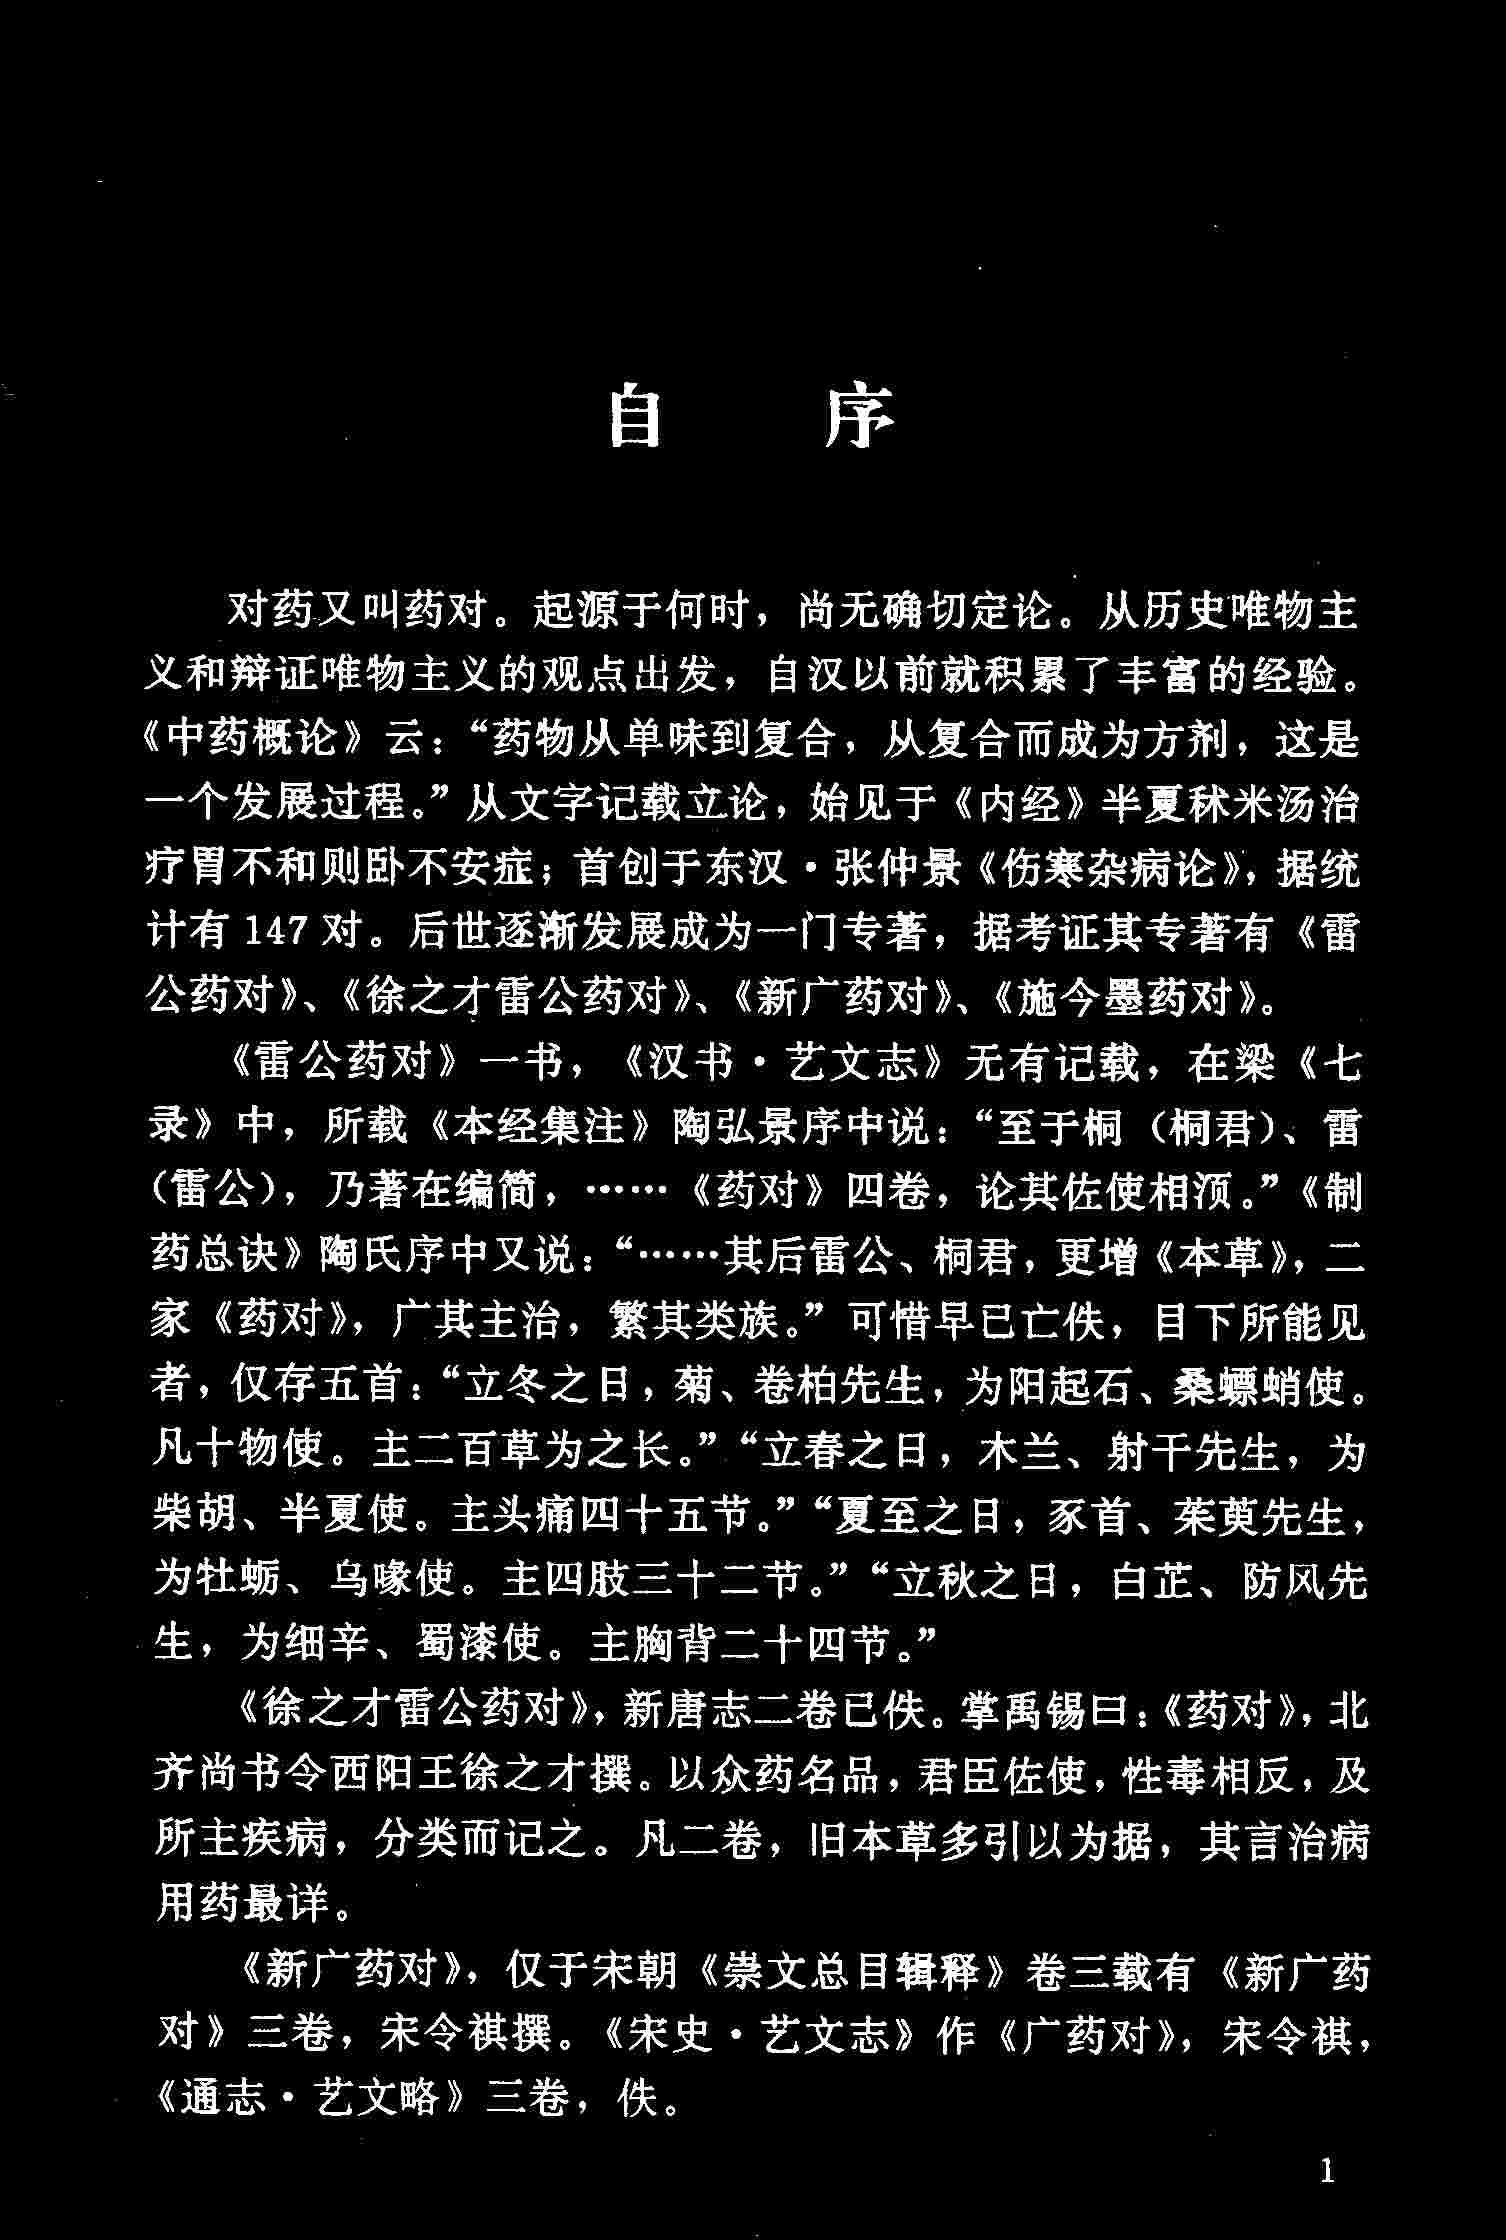 自 序
对药又叫药对。起源于何时，尚无确切定论。从历史唯物主
义和辩证唯物主义的观点出发，自汉以前就积累了丰富的经验。
《中药概论》云：“药物从单味到复合，从复合而成为方剂，这是
一个发展过程。”从文字记载立论，始见于《内经》半夏秫米汤治
疗胃不和则卧不安症；首创于东汉·张仲景《伤寒杂病论》，据统
计有 147 对。后世逐渐发展成为一门专著，据考证其专著有《雷
公药对》、《徐之才雷公药对》、《新广药对》、《施今墨药对》。
《雷公药对》一书，《汉书·艺文志》无有记载，在梁《七
录》中，所载《本经集注》陶弘景序中说：“至于桐（桐君）、雷
（雷公），乃著在编简，……《药对》四卷，论其佐使相须。”《制
药总诀》陶氏序中又说：“……其后雷公、桐君，更增《本草》，二
家《药对》，广其主治，繁其类族。”可惜早已亡佚，目下所能见
者，仅存五首：“立冬之日，菊、卷柏先生，为阳起石、桑螵蛸使。
凡十物使。主二百草为之长。”“立春之日，木兰、射干先生，为
柴胡、半夏使。主头痛四十五节。”“夏至之日，豕首、茱萸先生，
为牡蛎、乌喙使。主四肢三十二节。”“立秋之日，白芷、防风先
生，为细辛、蜀漆使。主胸背二十四节。”
《徐之才雷公药对》，新唐志二卷已佚。掌禹锡曰：《药对》，北
齐尚书令西阳王徐之才撰。以众药名品，君臣佐使，性毒相反，及
所主疾病，分类而记之。凡二卷，旧本草多引以为据，其言治病
用药最详。
《新广药对》，仅于宋朝《崇文总目辑释》卷三载有《新广药
对》三卷，宋令祺撰。《宋史·艺文志》作《广药对》，宋令祺，
《通志·艺文略》三卷，佚。
1